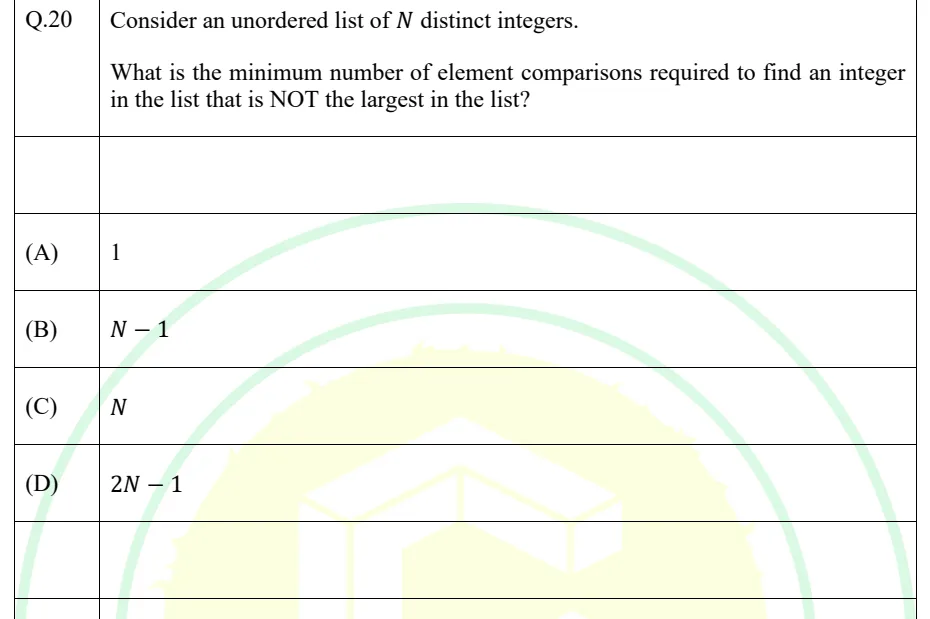 Q.20 Consider an unordered list of N distinct integers.
What is the minimum number of element comparisons required to find an integer
in the list that is NOT the largest in the list?
(A) 1
(B) N − 1
(C) N
(D) 2N − 1